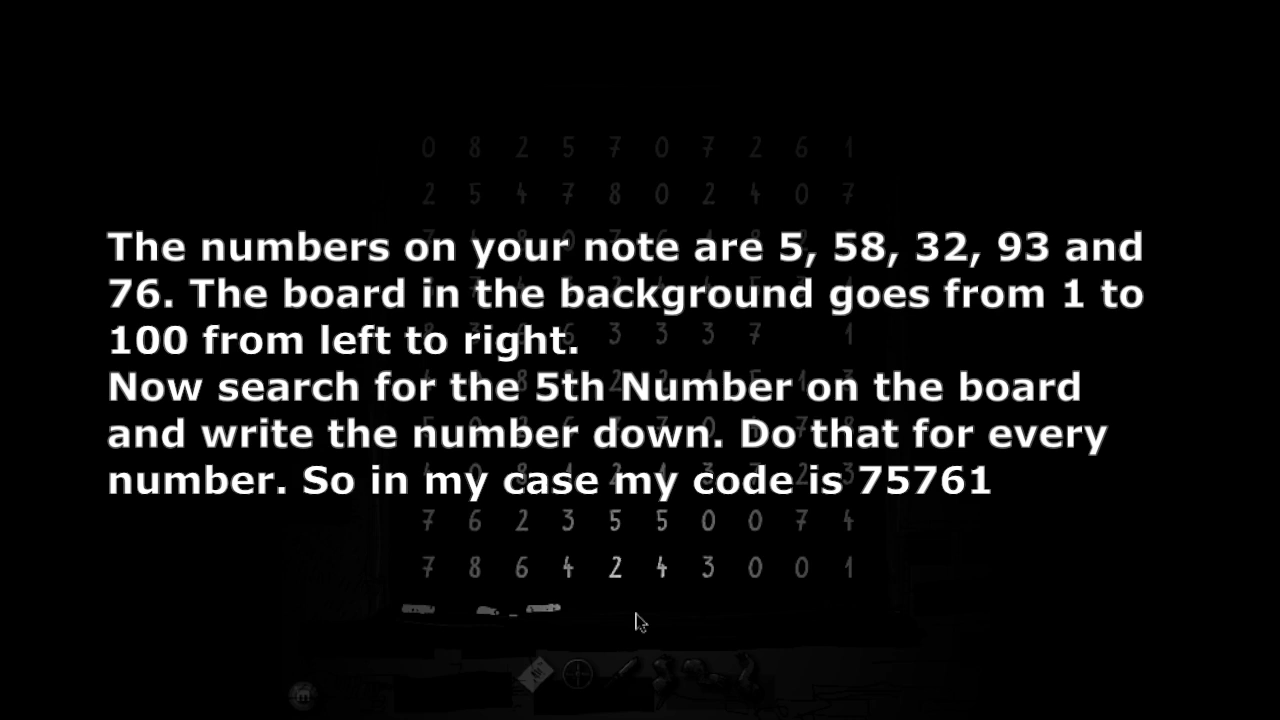 0 8 2 5 7 0 7 2 6 1
2 5 4 7 8 0 2 4 0 7
The numbers on your note are 5, 58, 32, 93 and
76. The board in the background goes from 1 to
100 from left to right.
Now search for the 5th Number on the board
and write the number down. Do that for every
number. So in my case my code is 75761
7 6 2 3 5 5 0 0 7 4
7 8 6 4 2 4 3 0 0 1